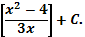 [x² − 4 / 3x] + C.